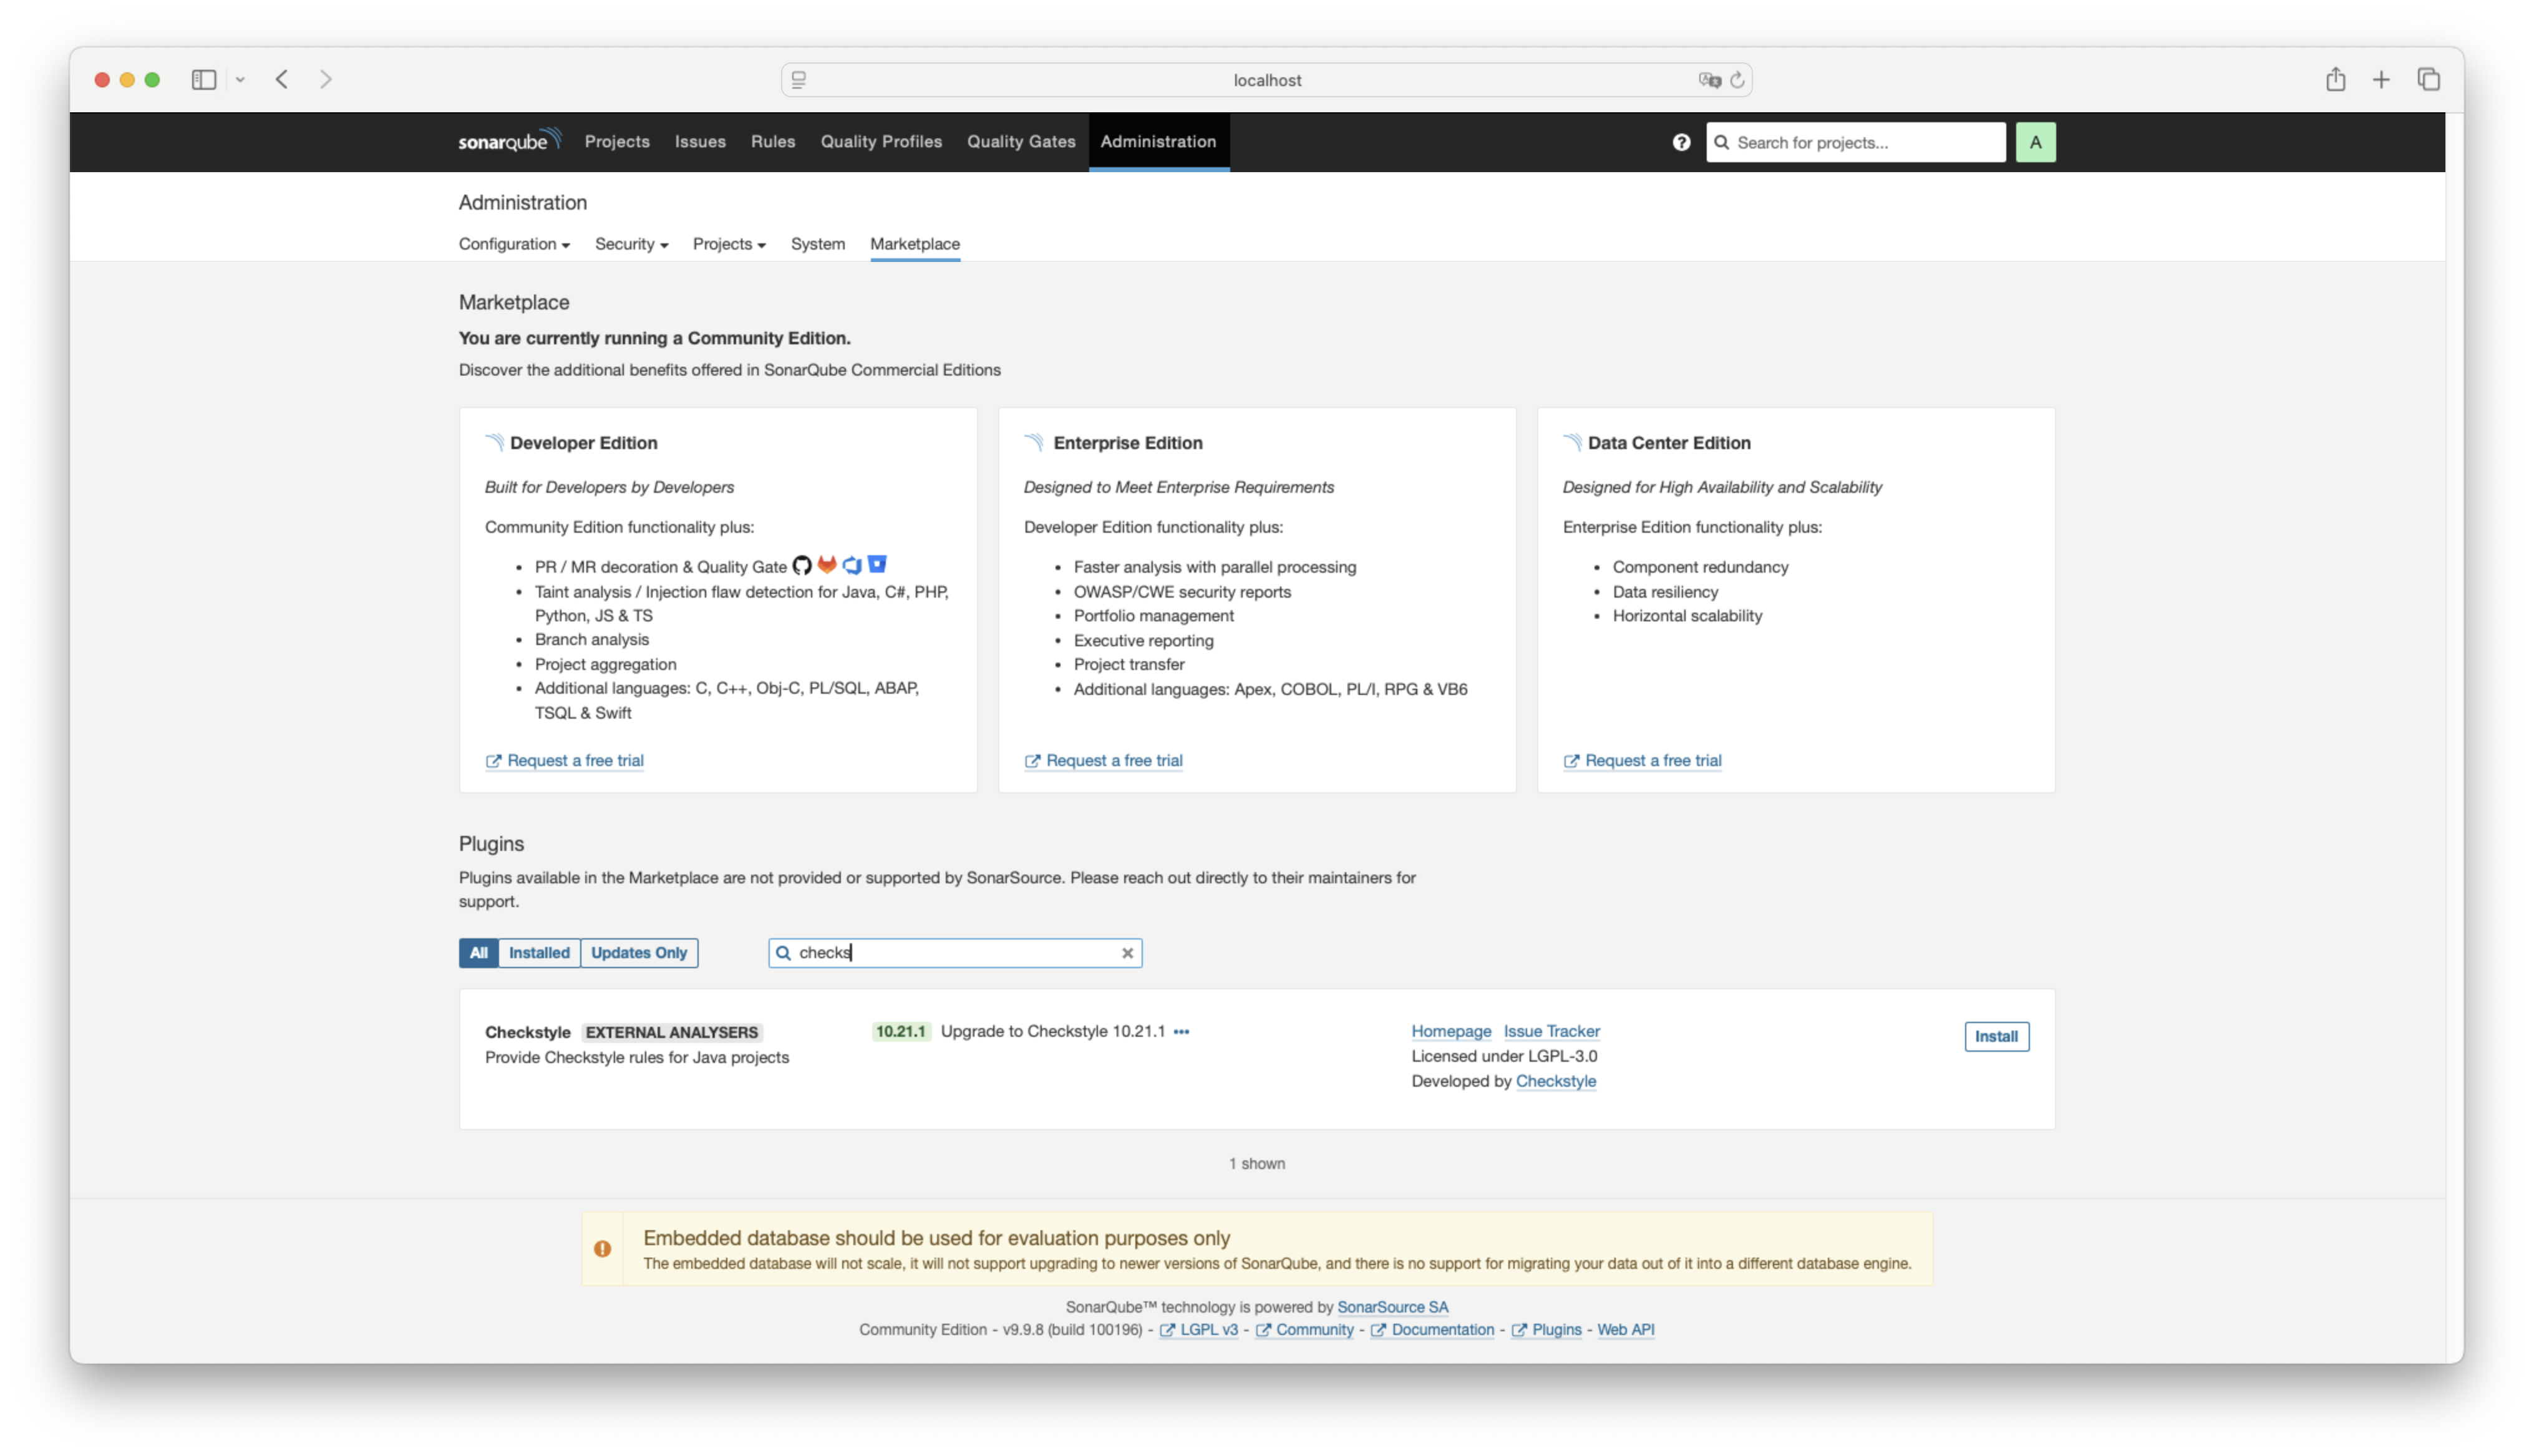 localhost
sonarqube Projects Issues Rules Quality Profiles Quality Gates Administration ? Search for projects... A
Administration
Configuration Security Projects System Marketplace
Marketplace
You are currently running a Community Edition.
Discover the additional benefits offered in SonarQube Commercial Editions
Developer Edition
Built for Developers by Developers
Community Edition functionality plus:
• PR / MR decoration & Quality Gate
• Taint analysis / Injection flaw detection for Java, C#, PHP,
Python, JS & TS
• Branch analysis
• Project aggregation
• Additional languages: C, C++, Obj-C, PL/SQL, ABAP,
TSQL & Swift
Request a free trial
Enterprise Edition
Designed to Meet Enterprise Requirements
Developer Edition functionality plus:
• Faster analysis with parallel processing
• OWASP/CWE security reports
• Portfolio management
• Executive reporting
• Project transfer
• Additional languages: Apex, COBOL, PL/I, RPG & VB6
Request a free trial
Data Center Edition
Designed for High Availability and Scalability
Enterprise Edition functionality plus:
• Component redundancy
• Data resiliency
• Horizontal scalability
Request a free trial
Plugins
Plugins available in the Marketplace are not provided or supported by SonarSource. Please reach out directly to their maintainers for
support.
All Installed Updates Only checks
Checkstyle EXTERNAL ANALYSERS
Provide Checkstyle rules for Java projects
10.21.1 Upgrade to Checkstyle 10.21.1 •••
Homepage Issue Tracker
Licensed under LGPL-3.0
Developed by Checkstyle
Install
1 shown
Embedded database should be used for evaluation purposes only
The embedded database will not scale, it will not support upgrading to newer versions of SonarQube, and there is no support for migrating your data out of it into a different database engine.
SonarQube™ technology is powered by SonarSource SA
Community Edition - v9.9.8 (build 100196) - LGPL v3 - Community - Documentation - Plugins - Web API